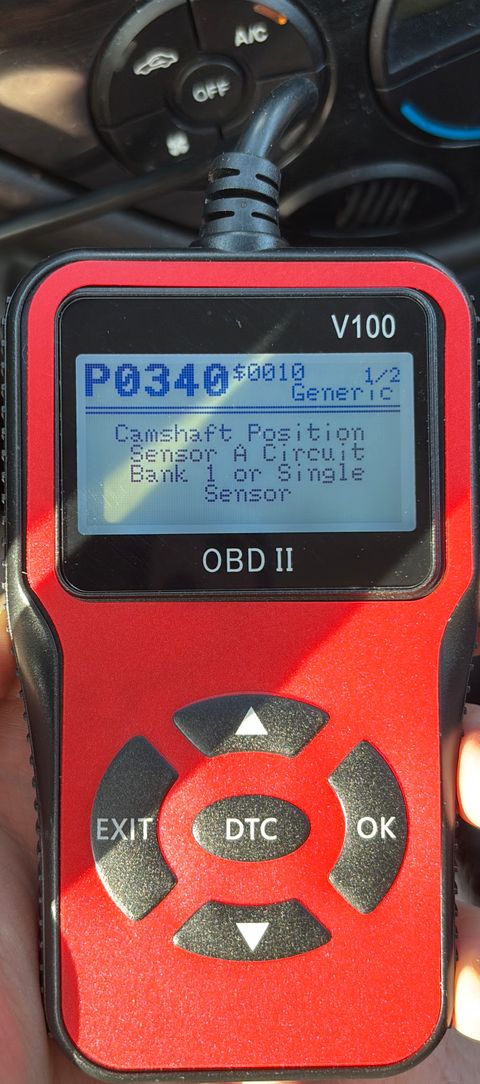 A/C
OFF
V100
P0340 $0010 1/2
Generic
Camshaft Position
Sensor A Circuit
Bank 1 or Single
Sensor
OBD II
EXIT DTC OK